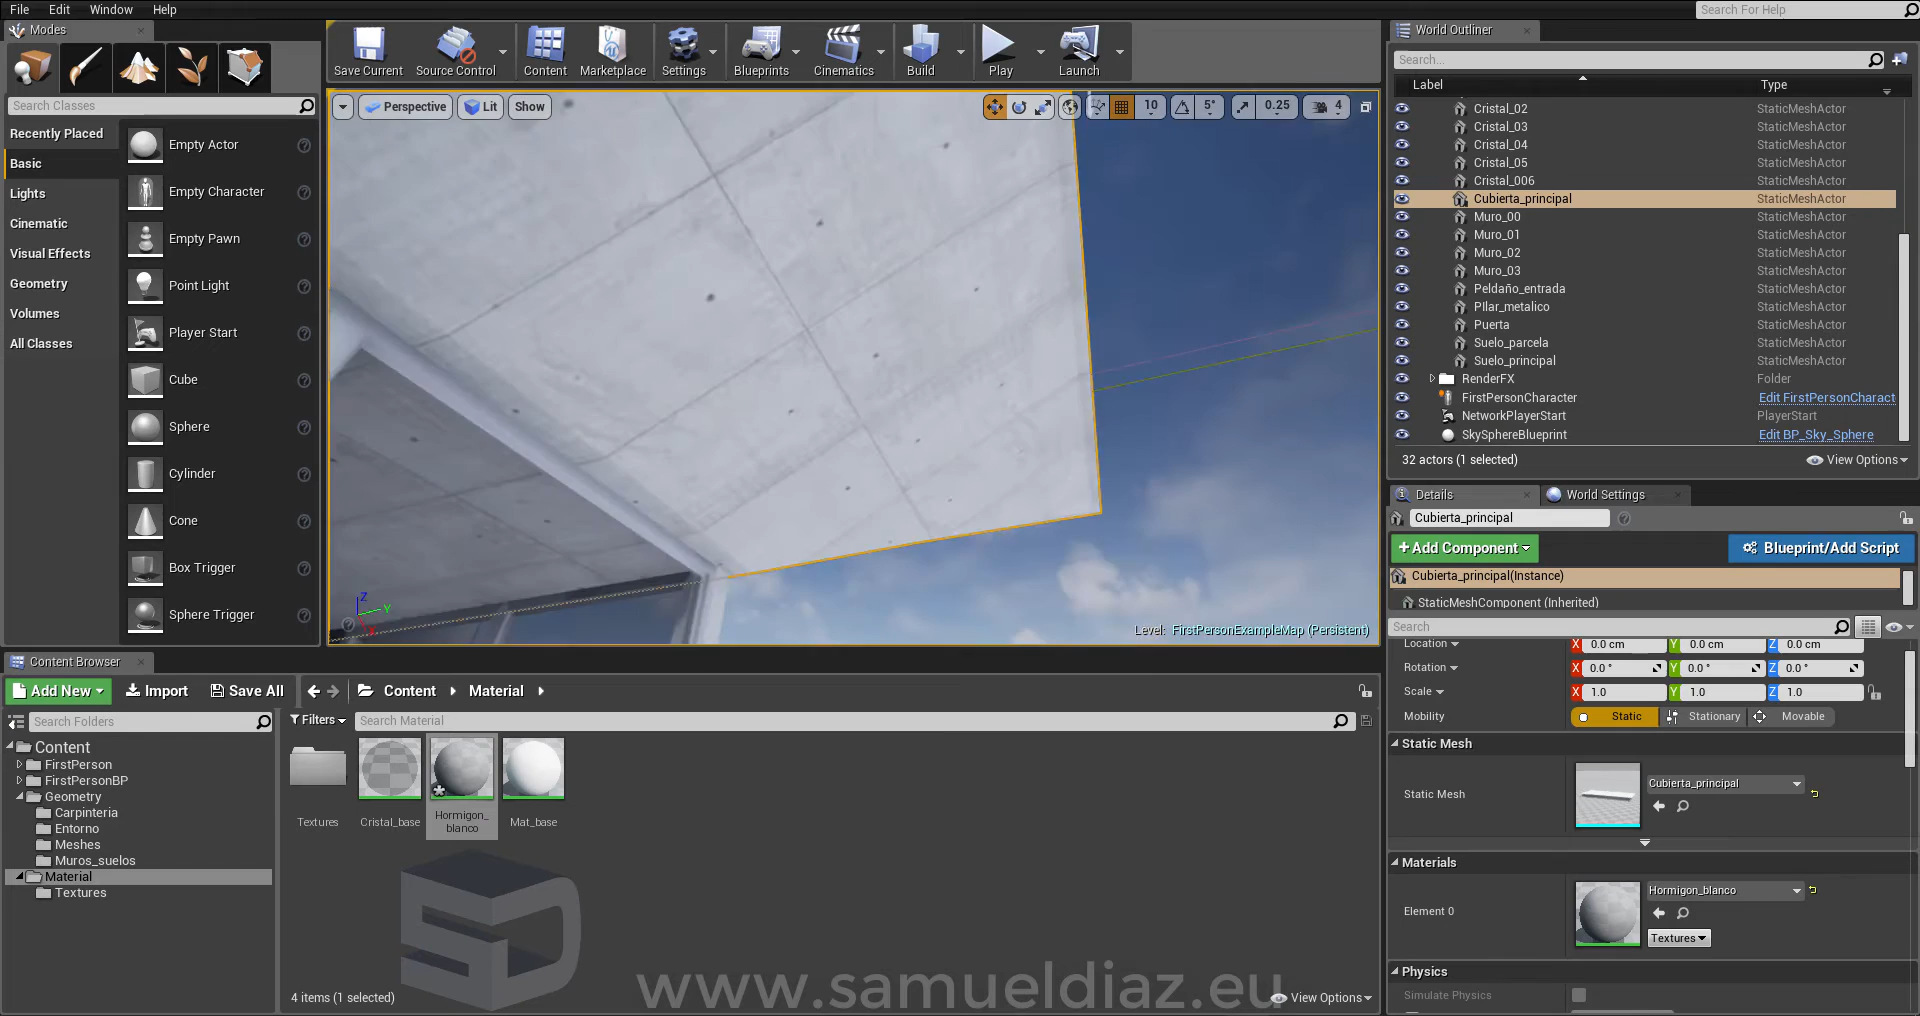 File Edit Window Help
Search For Help
Modes
Search Classes
Recently Placed
Basic
Lights
Cinematic
Visual Effects
Geometry
Volumes
All Classes
Empty Actor
Empty Character
Empty Pawn
Point Light
Player Start
Cube
Sphere
Cylinder
Cone
Box Trigger
Sphere Trigger
Save Current
Source Control
Content
Marketplace
Settings
Blueprints
Cinematics
Build
Play
Launch
Perspective
Lit
Show
10
5°
0.25
4
Z
Y
X
Level: FirstPersonExampleMap (Persistent)
World Outliner
Search...
Label Type
Cristal_02 StaticMeshActor
Cristal_03 StaticMeshActor
Cristal_04 StaticMeshActor
Cristal_05 StaticMeshActor
Cristal_006 StaticMeshActor
Cubierta_principal StaticMeshActor
Muro_00 StaticMeshActor
Muro_01 StaticMeshActor
Muro_02 StaticMeshActor
Muro_03 StaticMeshActor
Peldaño_entrada StaticMeshActor
PIlar_metalico StaticMeshActor
Puerta StaticMeshActor
Suelo_parcela StaticMeshActor
Suelo_principal StaticMeshActor
RenderFX Folder
FirstPersonCharacter Edit FirstPersonCharact
NetworkPlayerStart PlayerStart
SkySphereBlueprint Edit BP_Sky_Sphere
32 actors (1 selected)
View Options
Details
World Settings
Cubierta_principal
+Add Component
Blueprint/Add Script
Cubierta_principal(Instance)
StaticMeshComponent (Inherited)
Search
Location X 0.0 cm Y 0.0 cm Z 0.0 cm
Rotation X 0.0 ° Y 0.0 ° Z 0.0 °
Scale X 1.0 Y 1.0 Z 1.0
Mobility Static Stationary Movable
Static Mesh
Static Mesh
Cubierta_principal
Materials
Element 0
Hormigon_blanco
Textures
Physics
Simulate Physics
Content Browser
Add New
Import
Save All
Content
Material
Search Folders
Content
FirstPerson
FirstPersonBP
Geometry
Carpinteria
Entorno
Meshes
Muros_suelos
Material
Textures
Filters
Search Material
Textures
Cristal_base
Hormigon_
blanco
Mat_base
SD
www.samueldiaz.eu
4 items (1 selected)
View Options